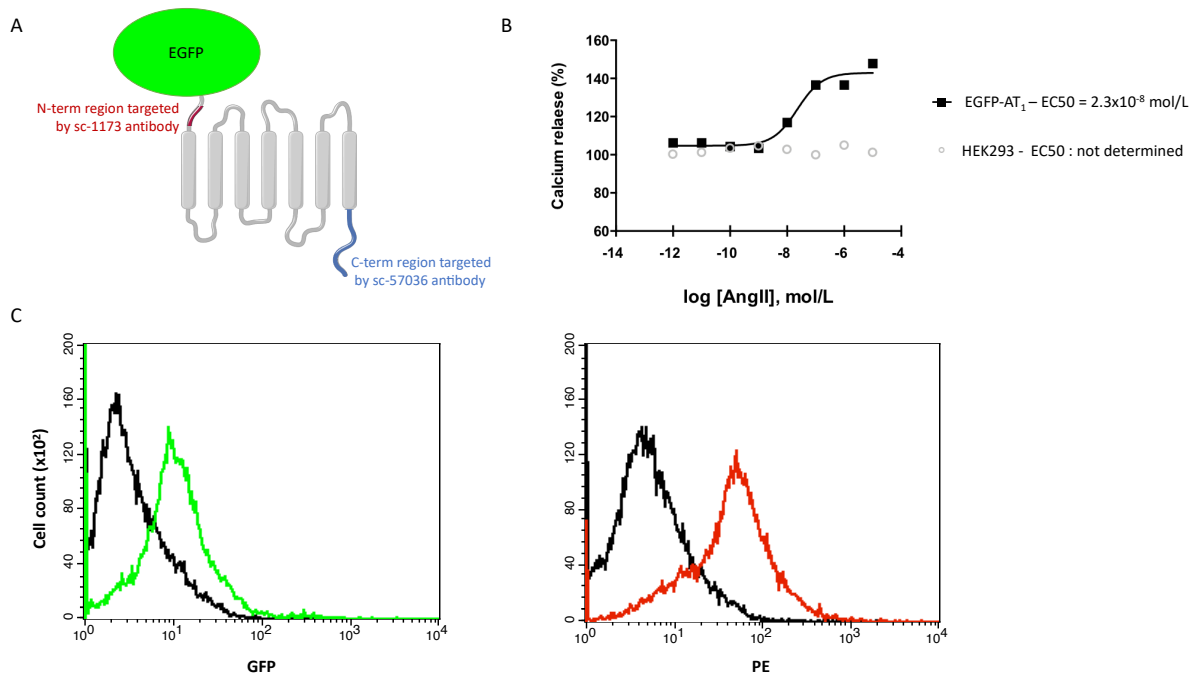 A
EGFP
N-term region targeted
by sc-1173 antibody
C-term region targeted
by sc-57036 antibody
B
160
140
120
100
80
60
Calcium relaese (%)
-14
-12
-10
-8
-6
-4
log [AngII], mol/L
EGFP-AT₁ – EC50 = 2.3x10⁻⁸ mol/L
HEK293 - EC50 : not determined
C
200
160
120
80
40
0
Cell count (x10²)
10⁰
10¹
10²
10³
10⁴
GFP
200
160
120
80
40
0
10⁰
10¹
10²
10³
10⁴
PE